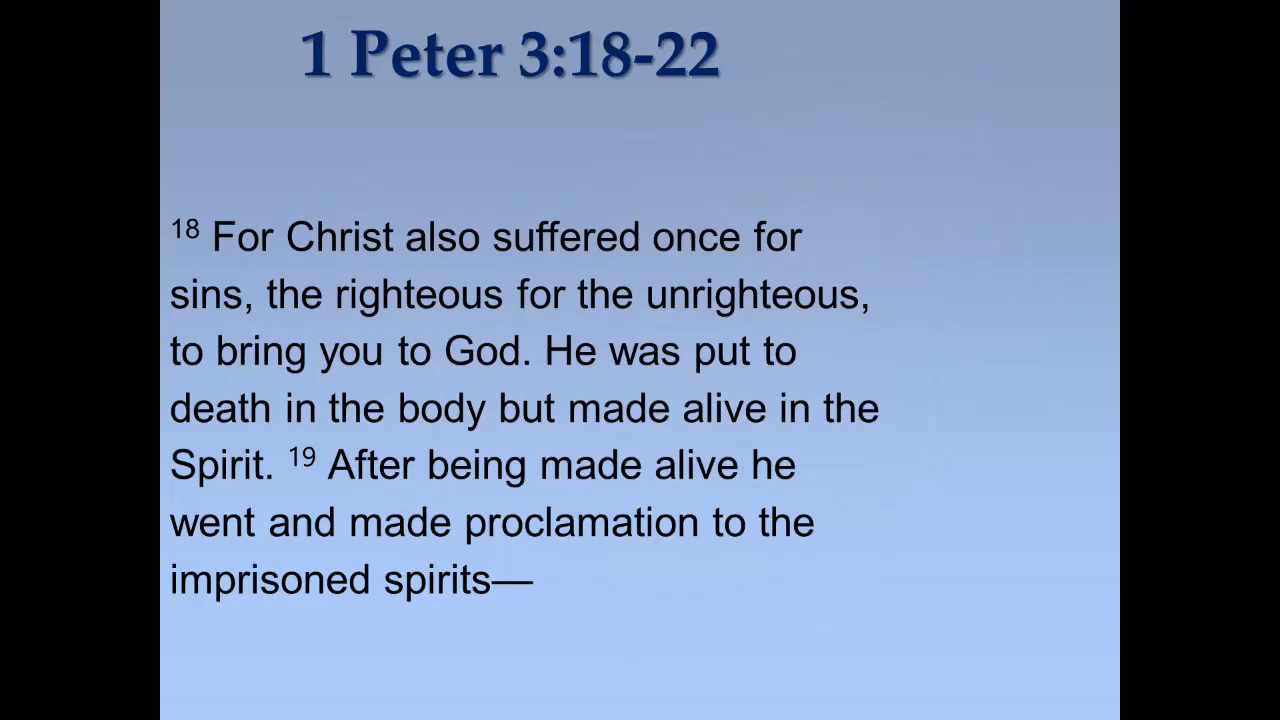 1 Peter 3:18-22
18 For Christ also suffered once for
sins, the righteous for the unrighteous,
to bring you to God. He was put to
death in the body but made alive in the
Spirit. 19 After being made alive he
went and made proclamation to the
imprisoned spirits—